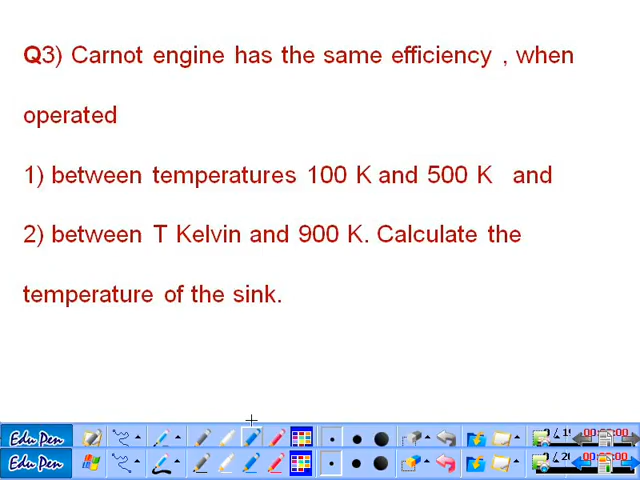 Q3) Carnot engine has the same efficiency , when
operated
1) between temperatures 100 K and 500 K and
2) between T Kelvin and 900 K. Calculate the
temperature of the sink.
Edu Pen
Edu Pen